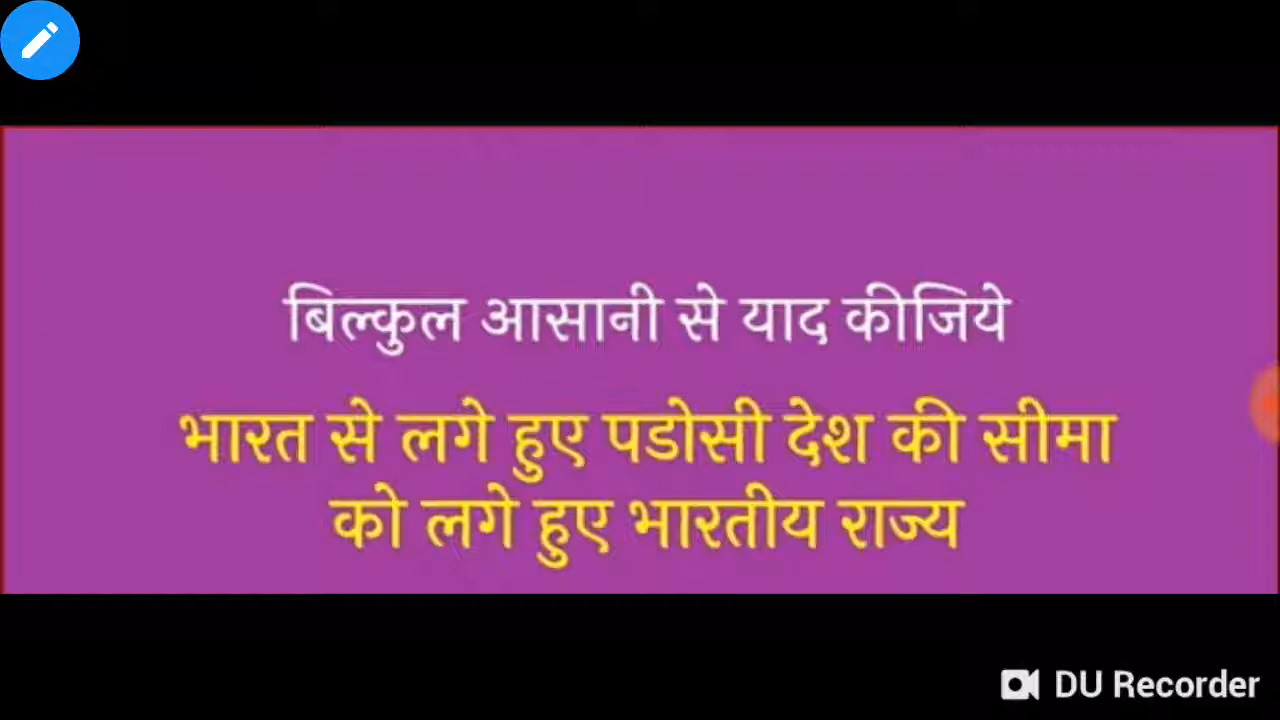 बिल्कुल आसानी से याद कीजिये
भारत से लगे हुए पडोसी देश की सीमा
को लगे हुए भारतीय राज्य
DU Recorder